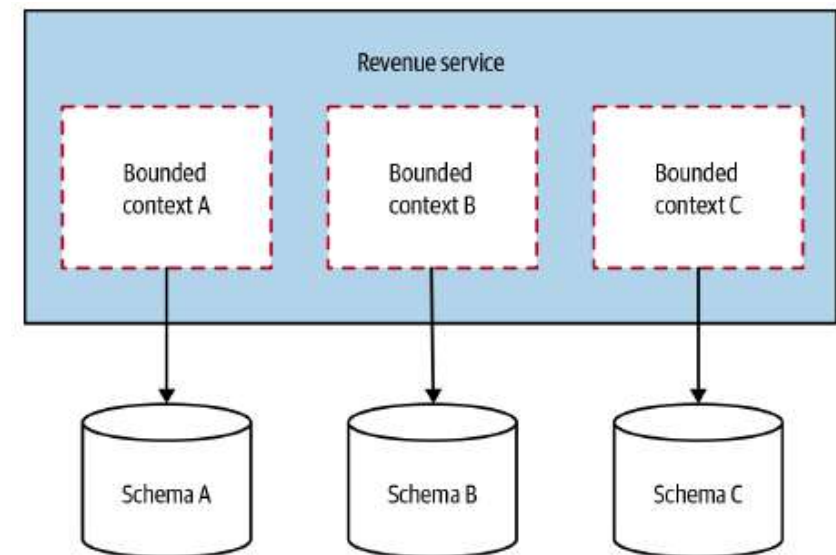 Revenue service
Bounded
context A
Bounded
context B
Bounded
context C
Schema A
Schema B
Schema C